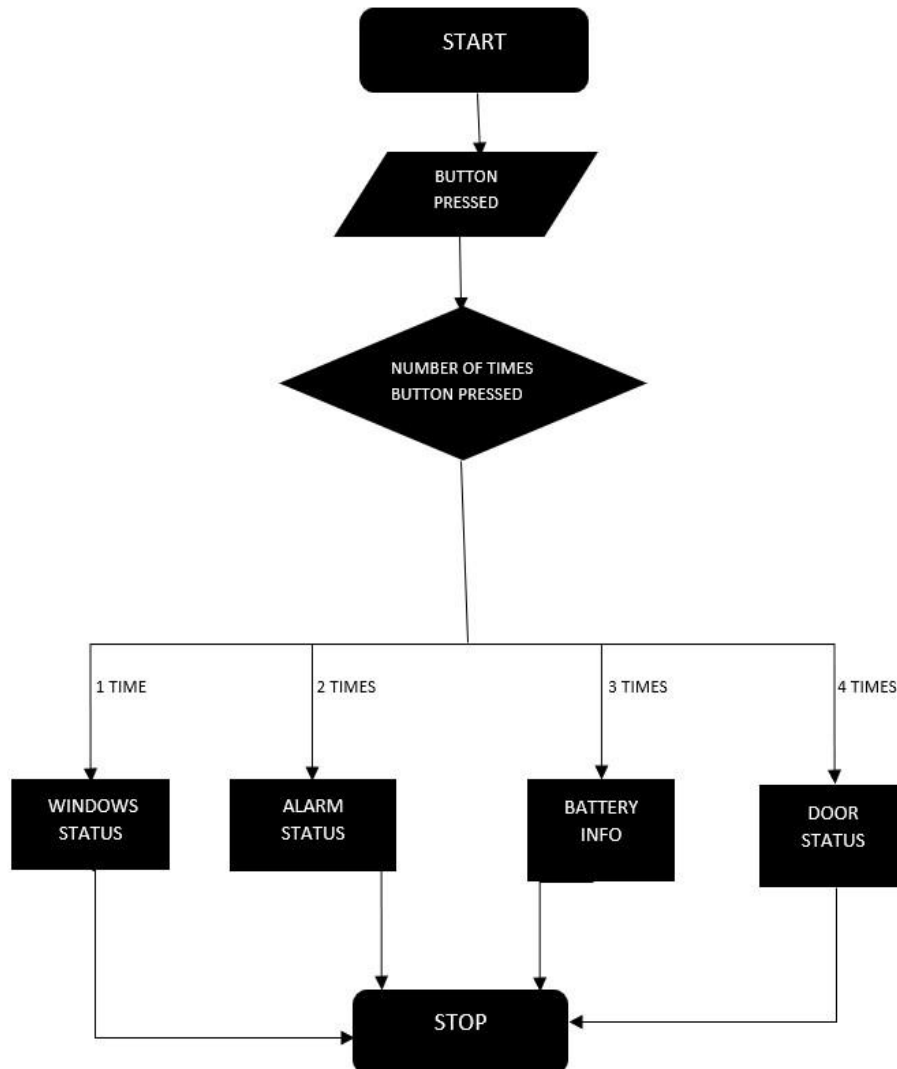 START
BUTTON
PRESSED
NUMBER OF TIMES
BUTTON PRESSED
1 TIME
2 TIMES
3 TIMES
4 TIMES
WINDOWS
STATUS
ALARM
STATUS
BATTERY
INFO
DOOR
STATUS
STOP